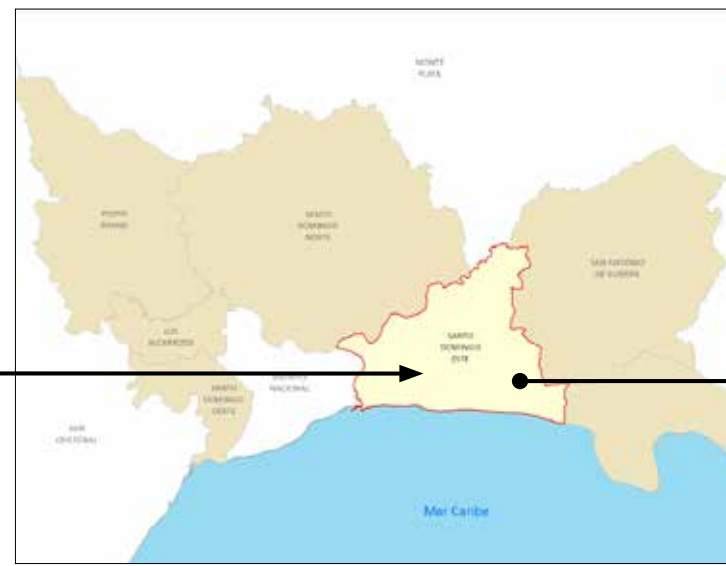 MONTE
PLATA
PEDRO
BRAND
SANTO
DOMINGO
NORTE
SAN ANTONIO
DE GUERRA
LOS
ALCARRIZOS
SANTO
DOMINGO
ESTE
DISTRITO
NACIONAL
SANTO
DOMINGO
OESTE
SAN
CRISTÓBAL
Mar Caribe